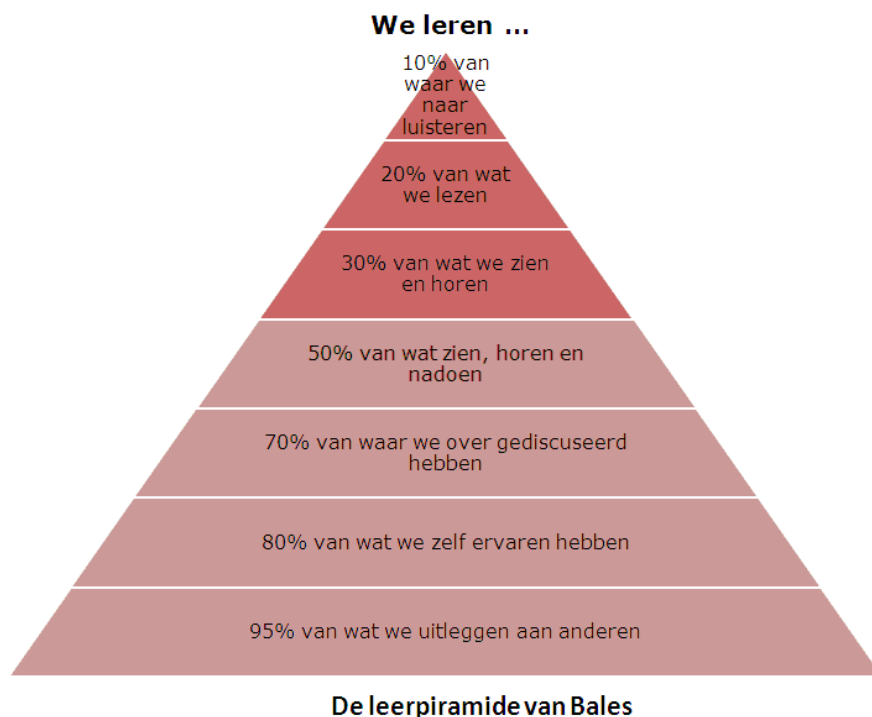 We leren ...
10% van
waar we
naar
luisteren
20% van wat
we lezen
30% van wat we zien
en horen
50% van wat zien, horen en
nadoen
70% van waar we over gediscuseerd
hebben
80% van wat we zelf ervaren hebben
95% van wat we uitleggen aan anderen
De leerpiramide van Bales